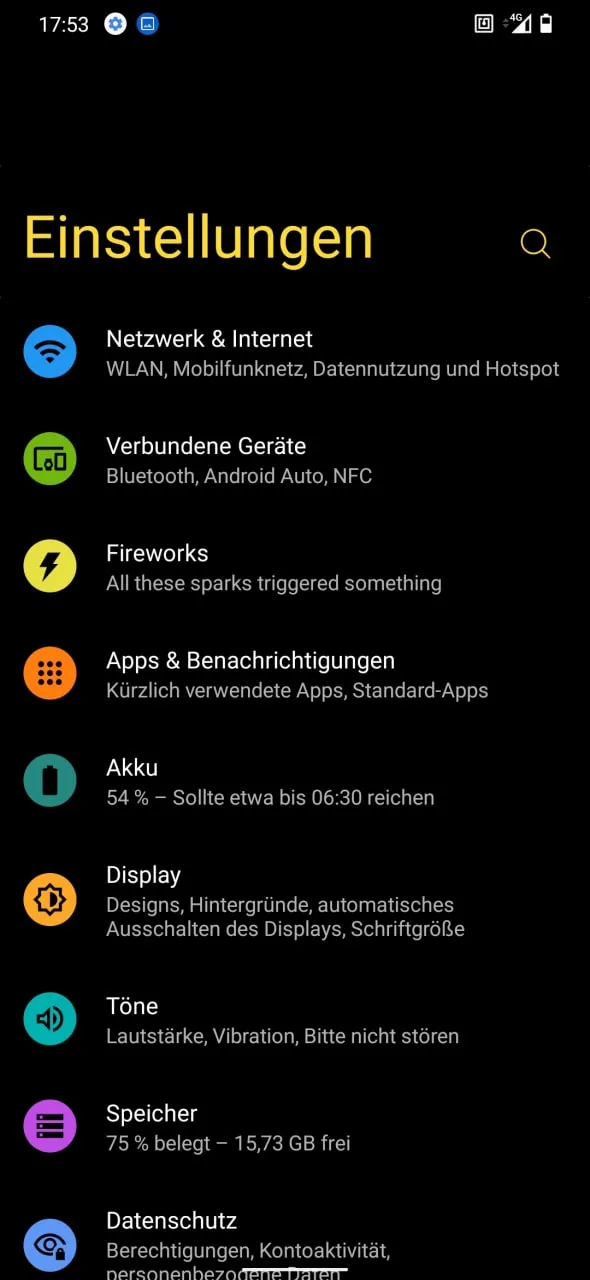 17:53
4G
Einstellungen
Netzwerk & Internet
WLAN, Mobilfunknetz, Datennutzung und Hotspot
Verbundene Geräte
Bluetooth, Android Auto, NFC
Fireworks
All these sparks triggered something
Apps & Benachrichtigungen
Kürzlich verwendete Apps, Standard-Apps
Akku
54 % – Sollte etwa bis 06:30 reichen
Display
Designs, Hintergründe, automatisches
Ausschalten des Displays, Schriftgröße
Töne
Lautstärke, Vibration, Bitte nicht stören
Speicher
75 % belegt – 15,73 GB frei
Datenschutz
Berechtigungen, Kontoaktivität,
personenbezogene Daten